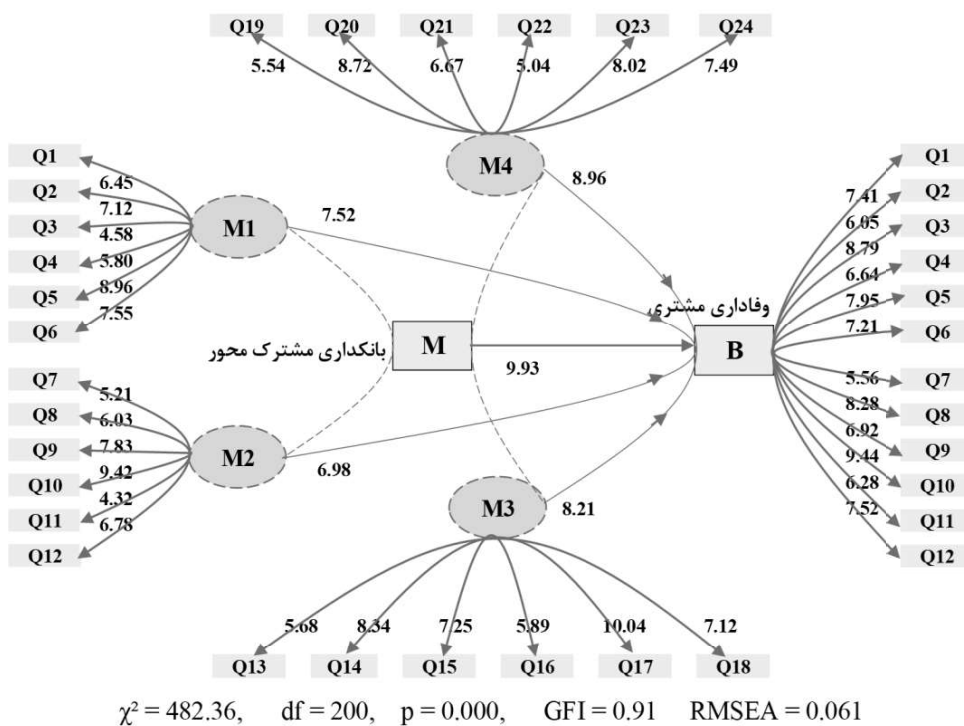 Q19 Q20 Q21 Q22 Q23 Q24
5.54 8.72 6.67 5.04 8.02 7.49
M4
8.96
Q1
Q2
Q3
Q4
Q5
Q6
6.45
7.12
4.58
5.80
8.96
7.55
M1
7.52
Q7
Q8
Q9
Q10
Q11
Q12
5.21
6.03
7.83
9.42
4.32
6.78
M2
6.98
بانکداری مشترک محور
M
9.93
وفاداری مشتری
B
Q1
Q2
Q3
Q4
Q5
Q6
Q7
Q8
Q9
Q10
Q11
Q12
7.41
6.05
8.79
6.64
7.95
7.21
5.56
8.28
6.92
9.44
6.28
7.52
M3
8.21
5.68 8.34 7.25 5.89 10.04 7.12
Q13 Q14 Q15 Q16 Q17 Q18
χ² = 482.36, df = 200, p = 0.000, GFI = 0.91 RMSEA = 0.061